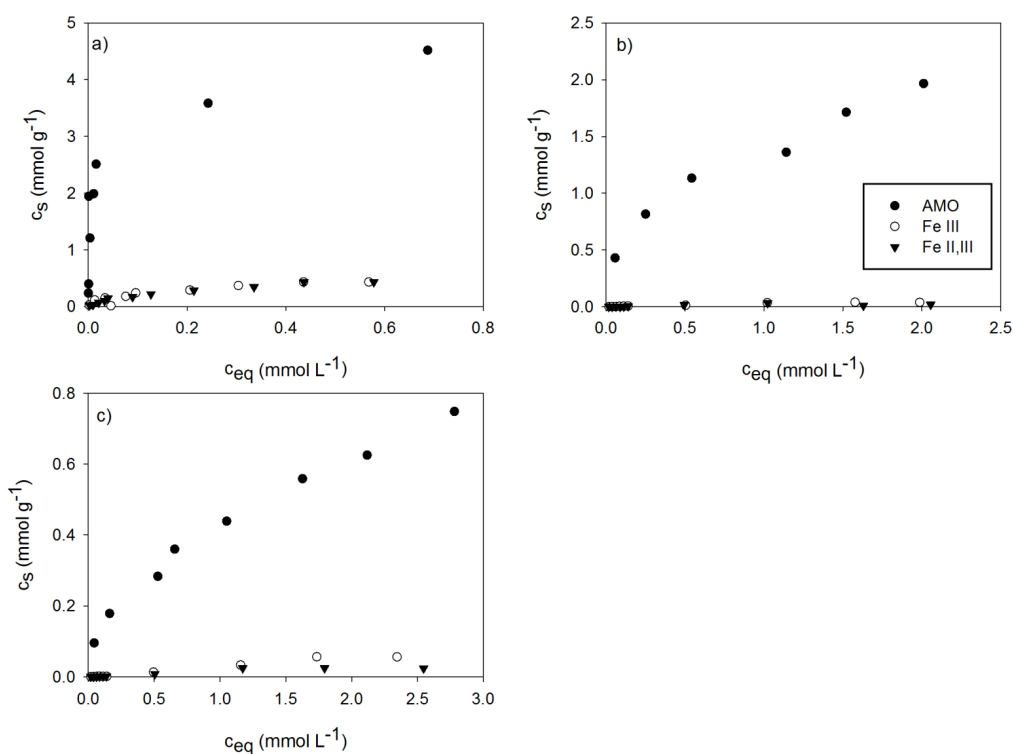 a)
5
4
3
2
1
0
c_s (mmol g⁻¹)
0.0 0.2 0.4 0.6 0.8
c_eq (mmol L⁻¹)
b)
2.5
2.0
1.5
1.0
0.5
0.0
c_s (mmol g⁻¹)
AMO
Fe III
Fe II,III
0.0 0.5 1.0 1.5 2.0 2.5
c_eq (mmol L⁻¹)
c)
0.8
0.6
0.4
0.2
0.0
c_s (mmol g⁻¹)
0.0 0.5 1.0 1.5 2.0 2.5 3.0
c_eq (mmol L⁻¹)